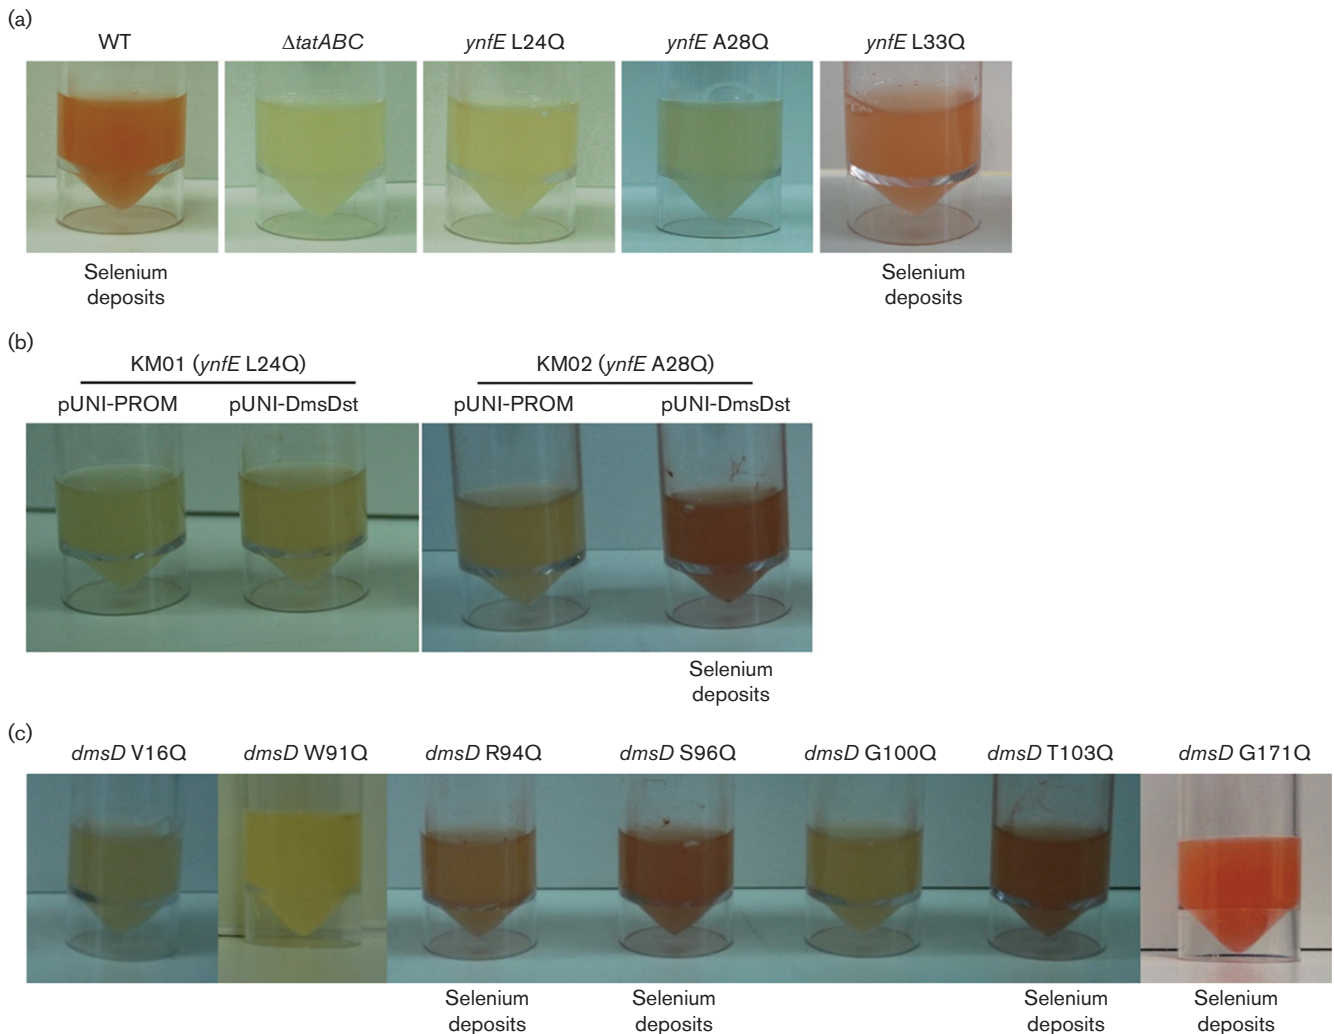 (a)
WT ΔtatABC ynfE L24Q ynfE A28Q ynfE L33Q
Selenium Selenium
deposits deposits
(b)
KM01 (ynfE L24Q) KM02 (ynfE A28Q)
pUNI-PROM pUNI-DmsDst pUNI-PROM pUNI-DmsDst
Selenium
deposits
(c)
dmsD V16Q dmsD W91Q dmsD R94Q dmsD S96Q dmsD G100Q dmsD T103Q dmsD G171Q
Selenium Selenium Selenium Selenium
deposits deposits deposits deposits